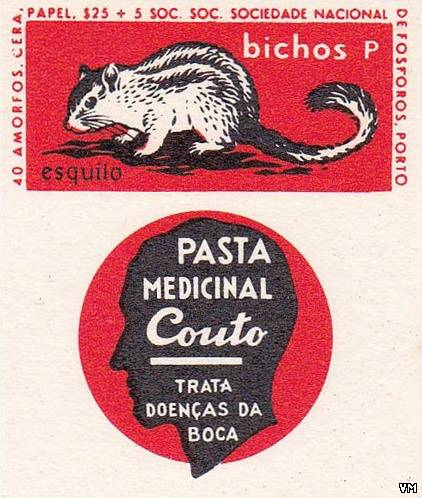 40 AMORFOS. CERA. PAPEL, $25 + 5 SOC. SOC. SOCIEDADE NACIONAL DE FOSFOROS. PORTO
bichos P
esquilo
PASTA
MEDICINAL
Couto
TRATA
DOENÇAS DA
BOCA
VM